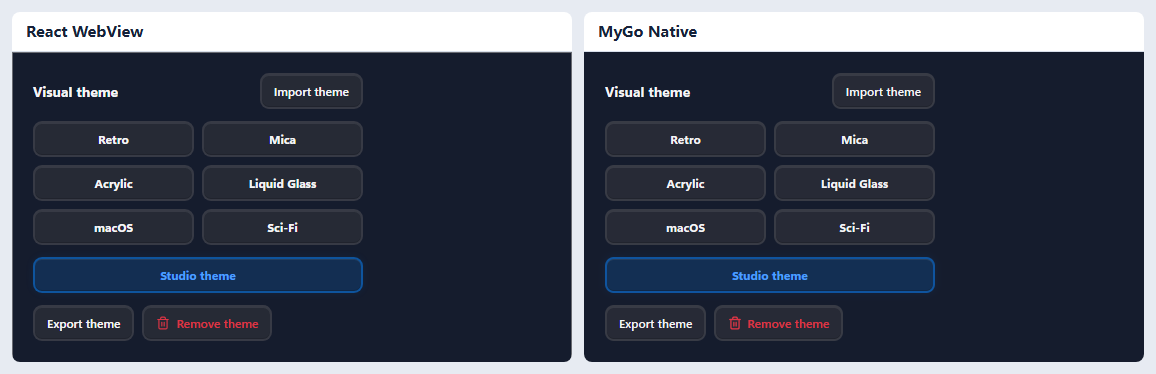 React WebView
Visual theme
Import theme
Retro
Mica
Acrylic
Liquid Glass
macOS
Sci-Fi
Studio theme
Export theme
Remove theme
MyGo Native
Visual theme
Import theme
Retro
Mica
Acrylic
Liquid Glass
macOS
Sci-Fi
Studio theme
Export theme
Remove theme